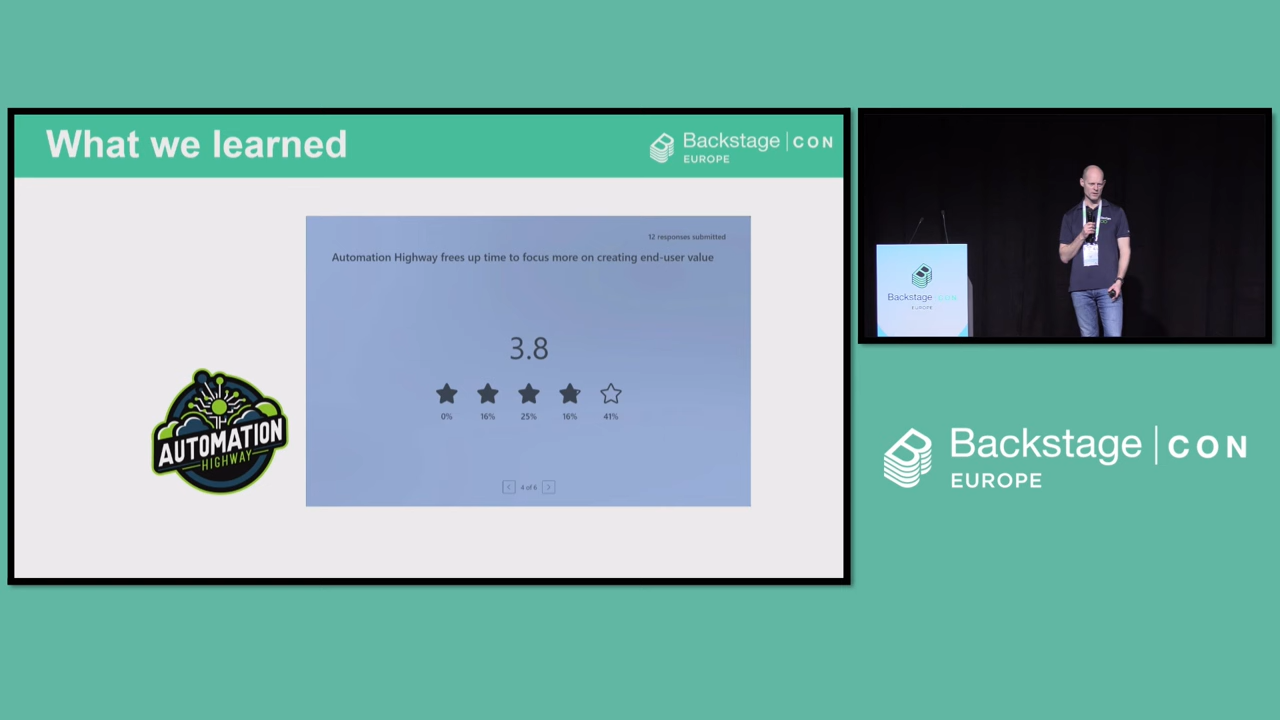 What we learned
Backstage | CON
EUROPE
12 responses submitted
Automation Highway frees up time to focus more on creating end-user value
3.8
0% 16% 25% 16% 41%
4 of 6
AUTOMATION
HIGHWAY
Backstage CON
EUROPE
Backstage | CON
EUROPE